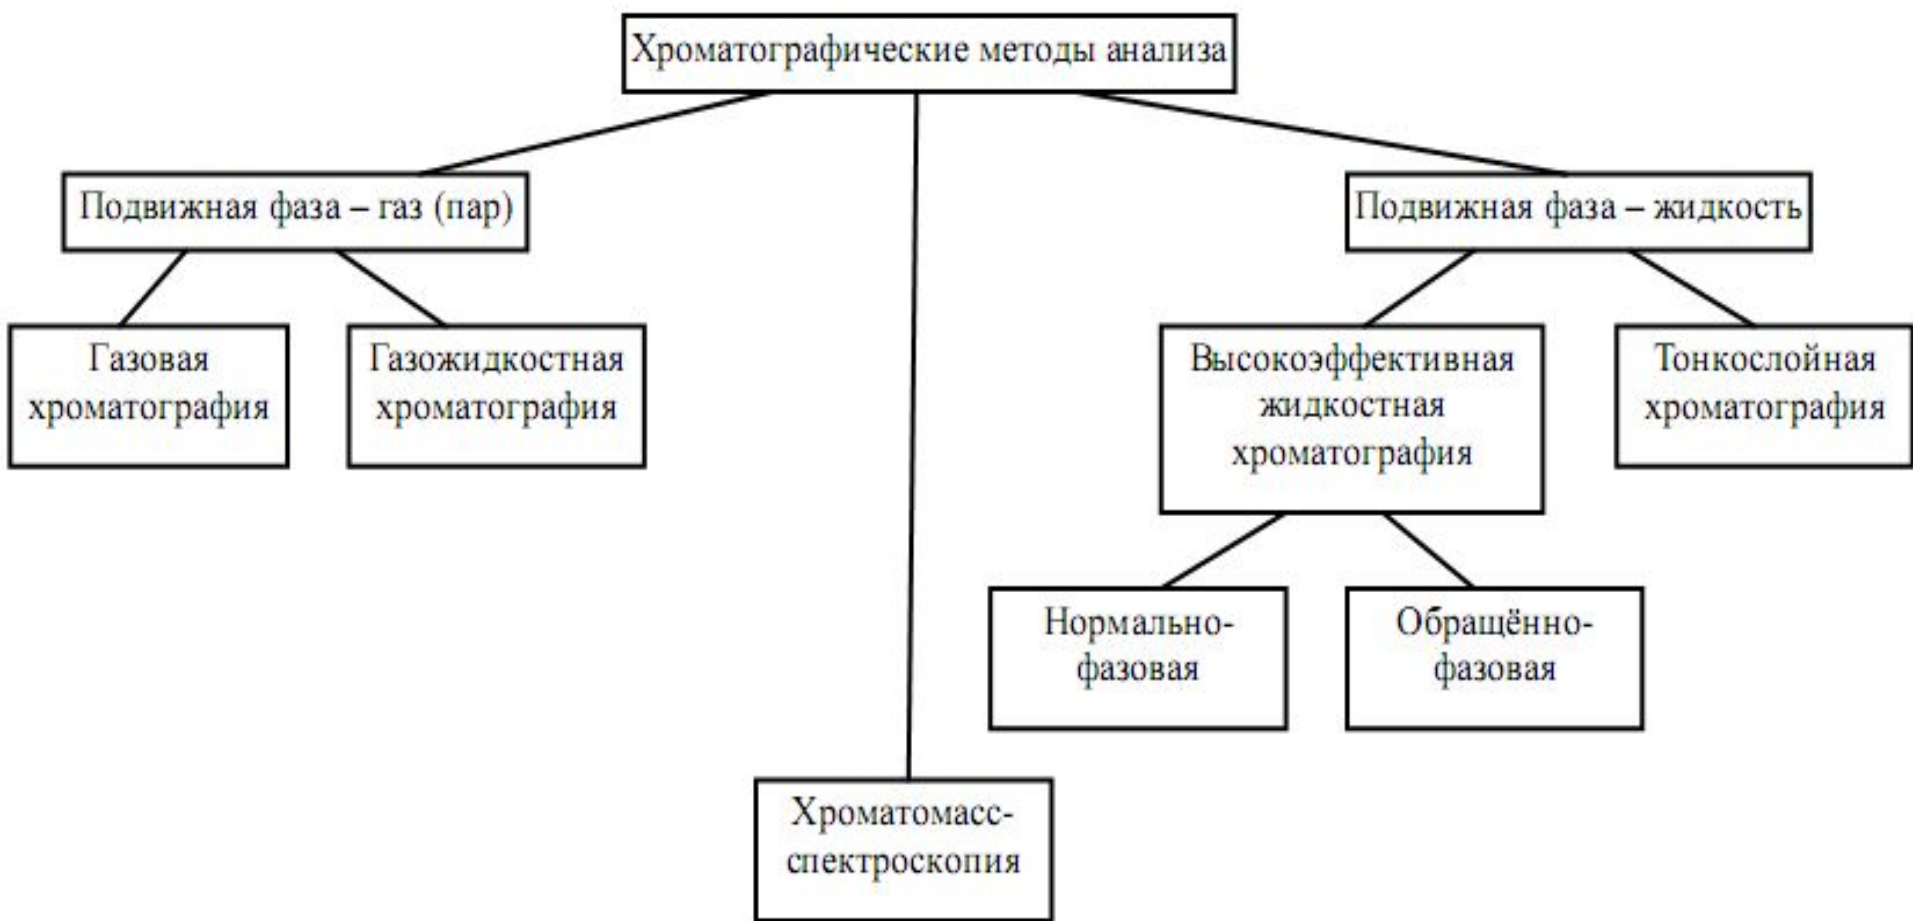 Хроматографические методы анализа
Подвижная фаза – газ (пар)
Подвижная фаза – жидкость
Газовая
хроматография
Газожидкостная
хроматография
Высокоэффективная
жидкостная
хроматография
Тонкослойная
хроматография
Нормально-
фазовая
Обращённо-
фазовая
Хроматомасс-
спектроскопия